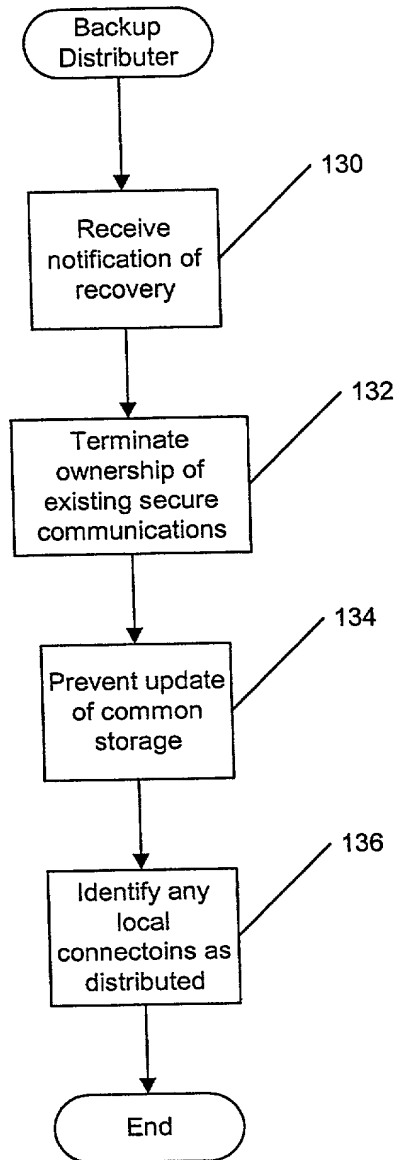 Backup
Distributer
130
Receive
notification of
recovery
132
Terminate
ownership of
existing secure
communications
134
Prevent update
of common
storage
136
Identify any
local
connectoins as
distributed
End